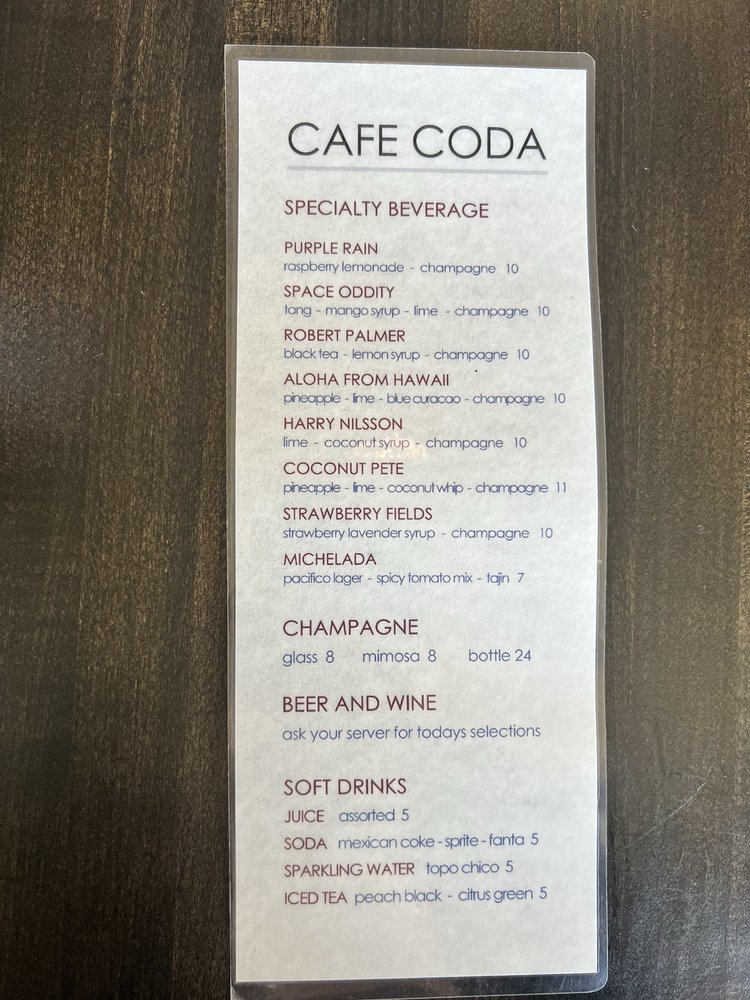 CAFE CODA
SPECIALTY BEVERAGE
PURPLE RAIN
raspberry lemonade - champagne 10
SPACE ODDITY
tang - mango syrup - lime - champagne 10
ROBERT PALMER
black tea - lemon syrup - champagne 10
ALOHA FROM HAWAII
pineapple - lime - blue curacao - champagne 10
HARRY NILSSON
lime - coconut syrup - champagne 10
COCONUT PETE
pineapple - lime - coconut whip - champagne 11
STRAWBERRY FIELDS
strawberry lavender syrup - champagne 10
MICHELADA
pacifico lager - spicy tomato mix - tajin 7
CHAMPAGNE
glass 8 mimosa 8 bottle 24
BEER AND WINE
ask your server for todays selections
SOFT DRINKS
JUICE assorted 5
SODA mexican coke - sprite - fanta 5
SPARKLING WATER topo chico 5
ICED TEA peach black - citrus green 5